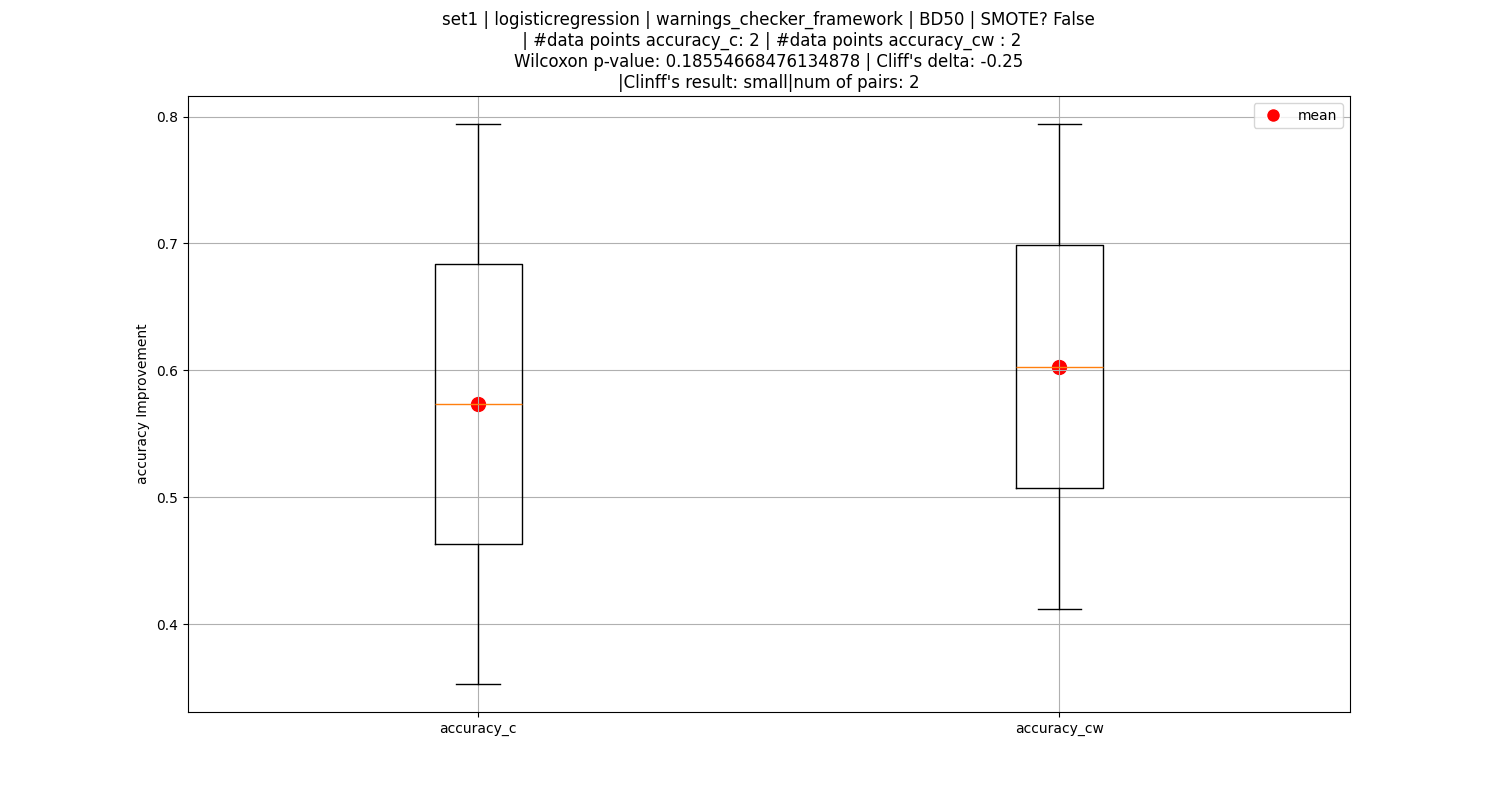 set1 | logisticregression | warnings_checker_framework | BD50 | SMOTE? False
| #data points accuracy_c: 2 | #data points accuracy_cw : 2
Wilcoxon p-value: 0.18554668476134878 | Cliff's delta: -0.25
|Clinff's result: small|num of pairs: 2
mean
0.8
0.7
0.6
0.5
0.4
accuracy Improvement
accuracy_c
accuracy_cw